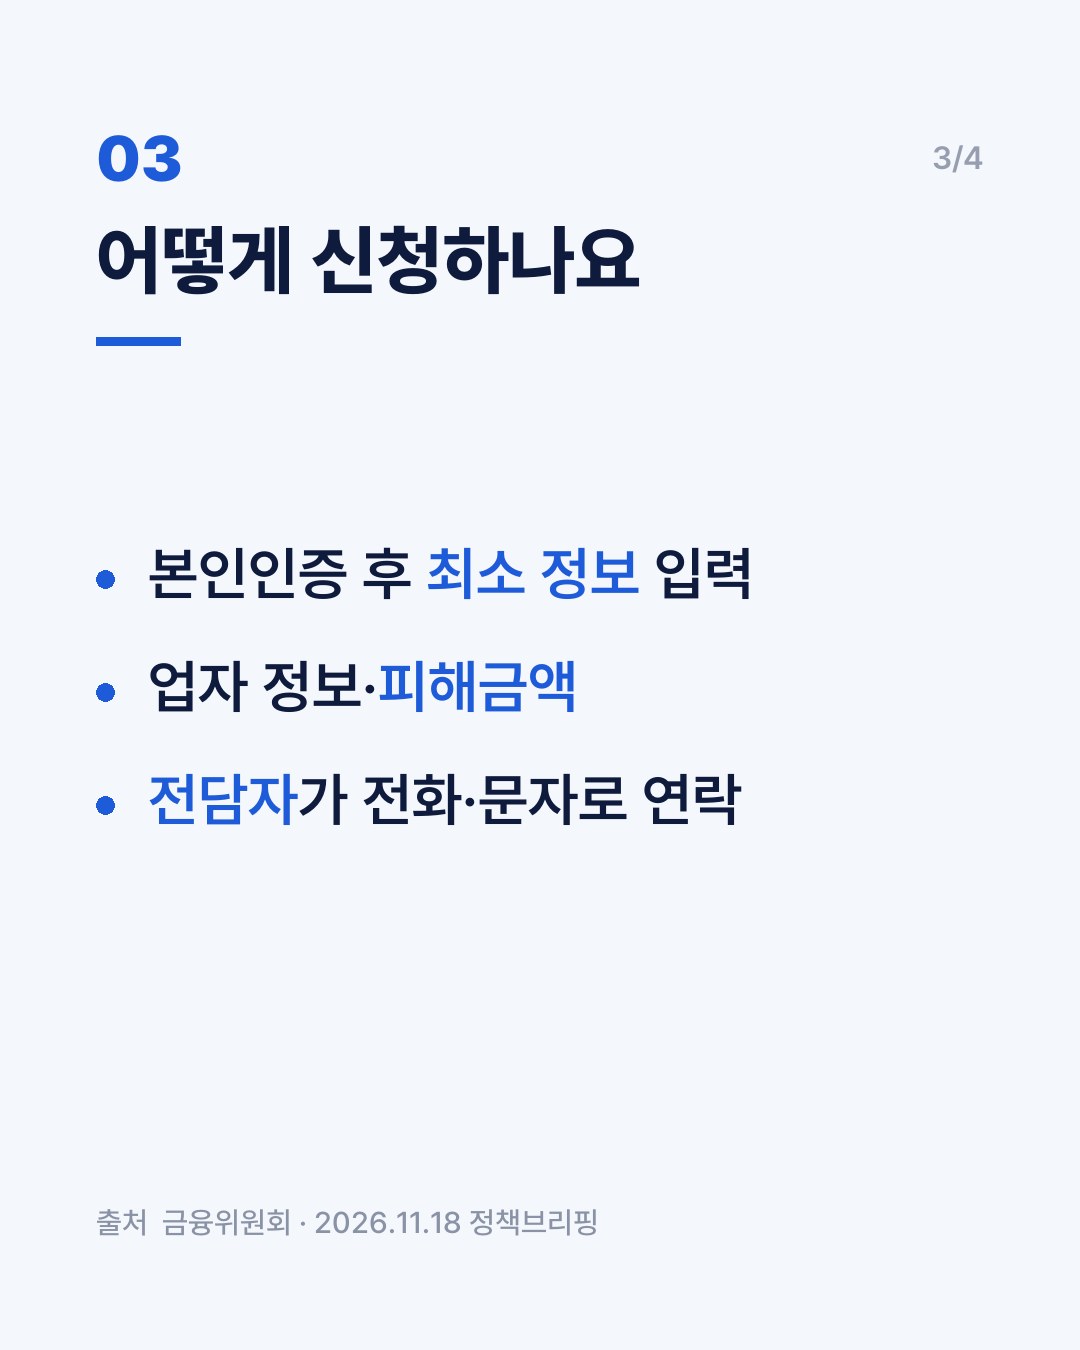 03
3/4
어떻게 신청하나요
본인인증 후 최소 정보 입력
업자 정보·피해금액
전담자가 전화·문자로 연락
출처 금융위원회 · 2026.11.18 정책브리핑